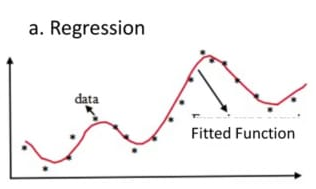 a. Regression
data
Fitted Function